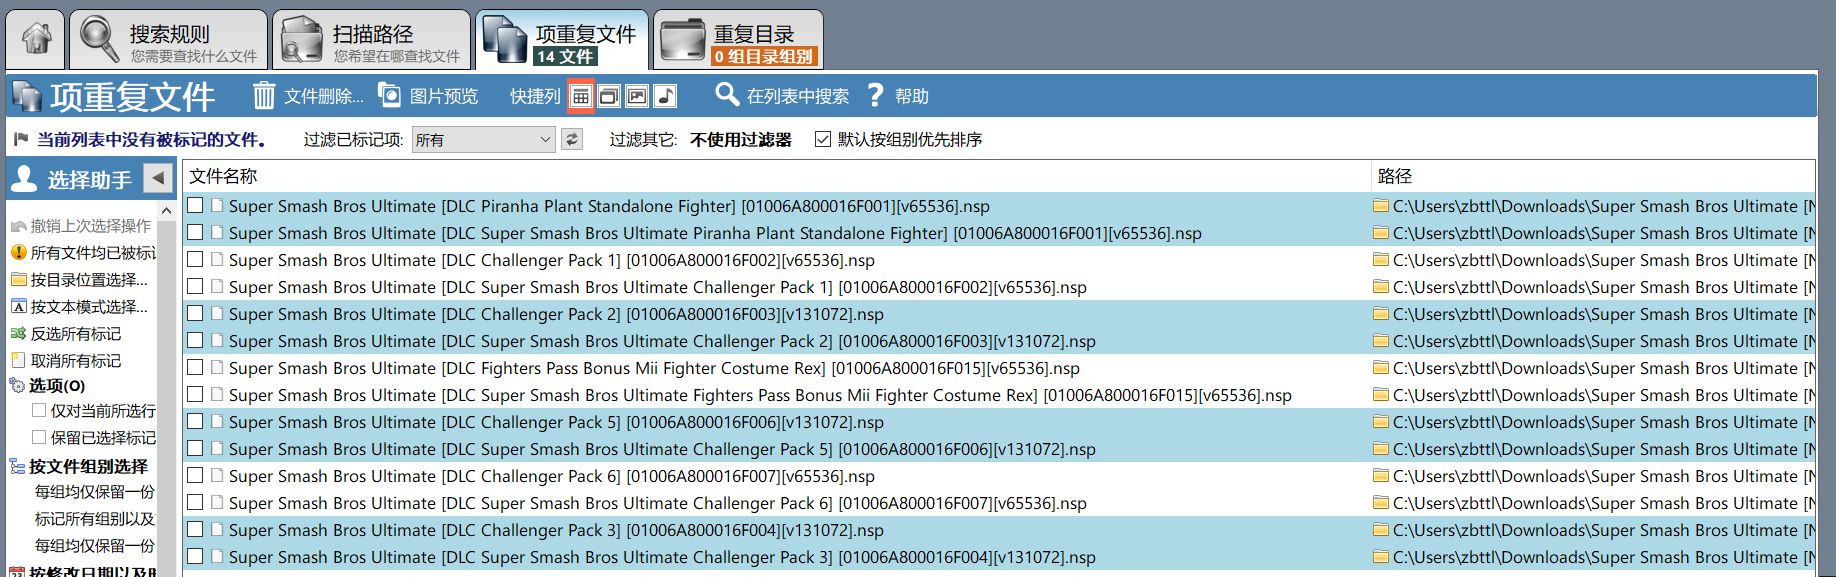 搜索规则
您需要查找什么文件
扫描路径
您希望在哪查找文件
项重复文件
14 文件
重复目录
0 组目录组别
项重复文件
文件删除...
图片预览
快捷列
在列表中搜索
? 帮助
当前列表中没有被标记的文件。
过滤已标记项: 所有
过滤其它: 不使用过滤器
默认按组别优先排序
选择助手
撤销上次选择操作
所有文件均已被标
按目录位置选择...
按文本模式选择...
反选所有标记
取消所有标记
选项(O)
仅对当前所选行
保留已选择标记
按文件组别选择
每组均仅保留一份
标记所有组别以及
每组均仅保留一份
按修改日期以及时
文件名称 路径
Super Smash Bros Ultimate [DLC Piranha Plant Standalone Fighter] [01006A800016F001][v65536].nsp C:\Users\zbttl\Downloads\Super Smash Bros Ultimate [N
Super Smash Bros Ultimate [DLC Super Smash Bros Ultimate Piranha Plant Standalone Fighter] [01006A800016F001][v65536].nsp C:\Users\zbttl\Downloads\Super Smash Bros Ultimate [N
Super Smash Bros Ultimate [DLC Challenger Pack 1] [01006A800016F002][v65536].nsp C:\Users\zbttl\Downloads\Super Smash Bros Ultimate [N
Super Smash Bros Ultimate [DLC Super Smash Bros Ultimate Challenger Pack 1] [01006A800016F002][v65536].nsp C:\Users\zbttl\Downloads\Super Smash Bros Ultimate [N
Super Smash Bros Ultimate [DLC Challenger Pack 2] [01006A800016F003][v131072].nsp C:\Users\zbttl\Downloads\Super Smash Bros Ultimate [N
Super Smash Bros Ultimate [DLC Super Smash Bros Ultimate Challenger Pack 2] [01006A800016F003][v131072].nsp C:\Users\zbttl\Downloads\Super Smash Bros Ultimate [N
Super Smash Bros Ultimate [DLC Fighters Pass Bonus Mii Fighter Costume Rex] [01006A800016F015][v65536].nsp C:\Users\zbttl\Downloads\Super Smash Bros Ultimate [N
Super Smash Bros Ultimate [DLC Super Smash Bros Ultimate Fighters Pass Bonus Mii Fighter Costume Rex] [01006A800016F015][v65536].nsp C:\Users\zbttl\Downloads\Super Smash Bros Ultimate [N
Super Smash Bros Ultimate [DLC Challenger Pack 5] [01006A800016F006][v131072].nsp C:\Users\zbttl\Downloads\Super Smash Bros Ultimate [N
Super Smash Bros Ultimate [DLC Super Smash Bros Ultimate Challenger Pack 5] [01006A800016F006][v131072].nsp C:\Users\zbttl\Downloads\Super Smash Bros Ultimate [N
Super Smash Bros Ultimate [DLC Challenger Pack 6] [01006A800016F007][v65536].nsp C:\Users\zbttl\Downloads\Super Smash Bros Ultimate [N
Super Smash Bros Ultimate [DLC Super Smash Bros Ultimate Challenger Pack 6] [01006A800016F007][v65536].nsp C:\Users\zbttl\Downloads\Super Smash Bros Ultimate [N
Super Smash Bros Ultimate [DLC Challenger Pack 3] [01006A800016F004][v131072].nsp C:\Users\zbttl\Downloads\Super Smash Bros Ultimate [N
Super Smash Bros Ultimate [DLC Super Smash Bros Ultimate Challenger Pack 3] [01006A800016F004][v131072].nsp C:\Users\zbttl\Downloads\Super Smash Bros Ultimate [N